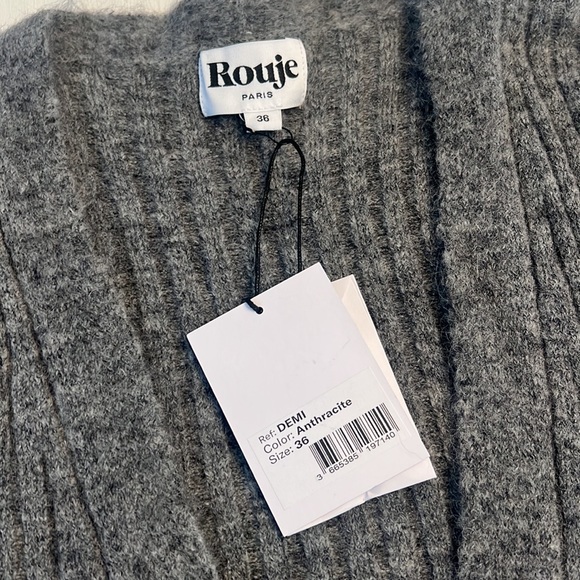 Rouje
PARIS
36
Ref: DEMI
Color: Anthracite
Size: 36
3 665385 197140